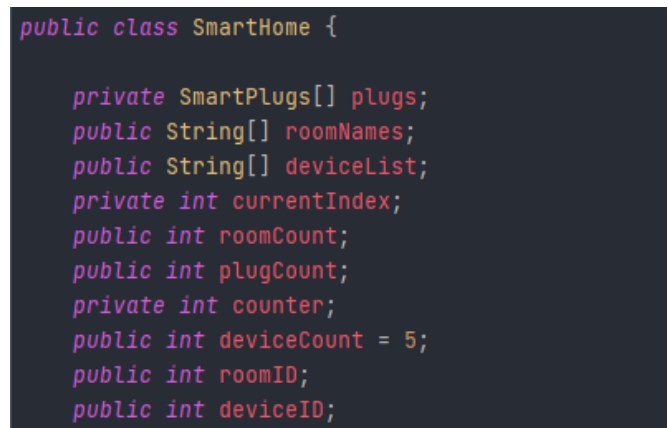 public class SmartHome {
private SmartPlugs[] plugs;
public String[] roomNames;
public String[] deviceList;
private int currentIndex;
public int roomCount;
public int plugCount;
private int counter;
public int deviceCount = 5;
public int roomID;
public int deviceID;